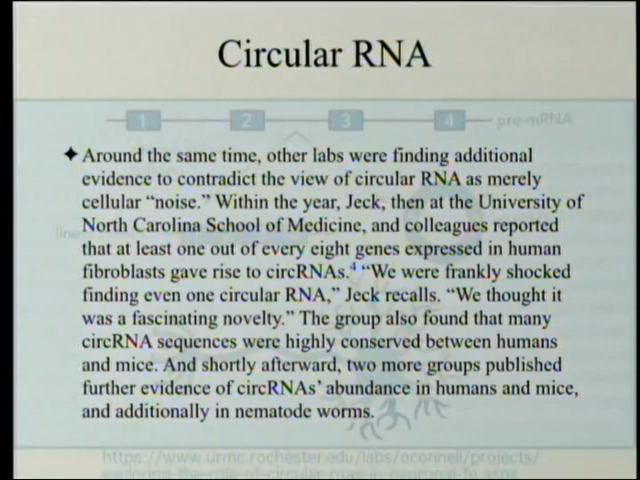 Circular RNA
1 2 3 4 pre-mRNA
✦ Around the same time, other labs were finding additional
evidence to contradict the view of circular RNA as merely
cellular “noise.” Within the year, Jeck, then at the University of
North Carolina School of Medicine, and colleagues reported
that at least one out of every eight genes expressed in human
fibroblasts gave rise to circRNAs.4 “We were frankly shocked
finding even one circular RNA,” Jeck recalls. “We thought it
was a fascinating novelty.” The group also found that many
circRNA sequences were highly conserved between humans
and mice. And shortly afterward, two more groups published
further evidence of circRNAs’ abundance in humans and mice,
and additionally in nematode worms.
https://www.urmc.rochester.edu/labs/oconnell/projects/